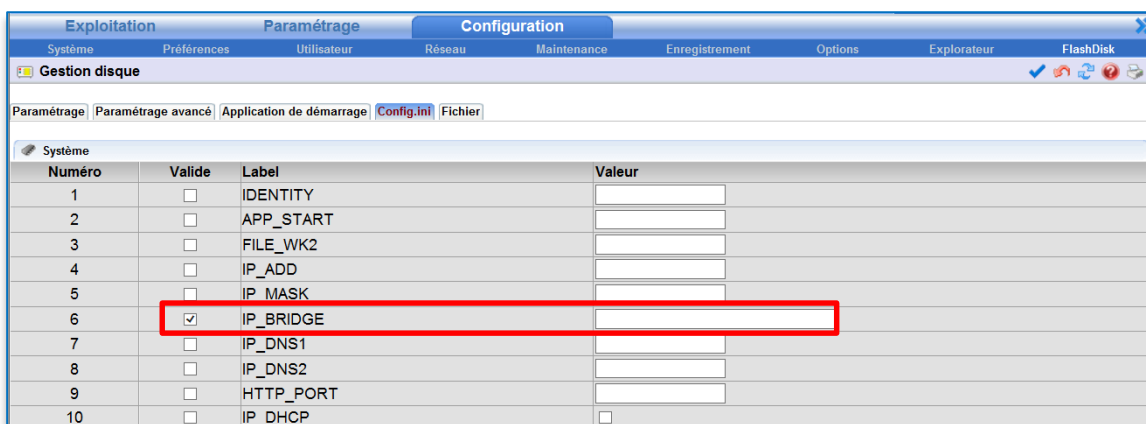 Exploitation Paramétrage Configuration
Système Préférences Utilisateur Réseau Maintenance Enregistrement Options Explorateur FlashDisk
Gestion disque
Paramétrage Paramétrage avancé Application de démarrage Config.ini Fichier
Système
Numéro Valide Label Valeur
1 IDENTITY
2 APP_START
3 FILE_WK2
4 IP_ADD
5 IP_MASK
6 IP_BRIDGE
7 IP_DNS1
8 IP_DNS2
9 HTTP_PORT
10 IP_DHCP